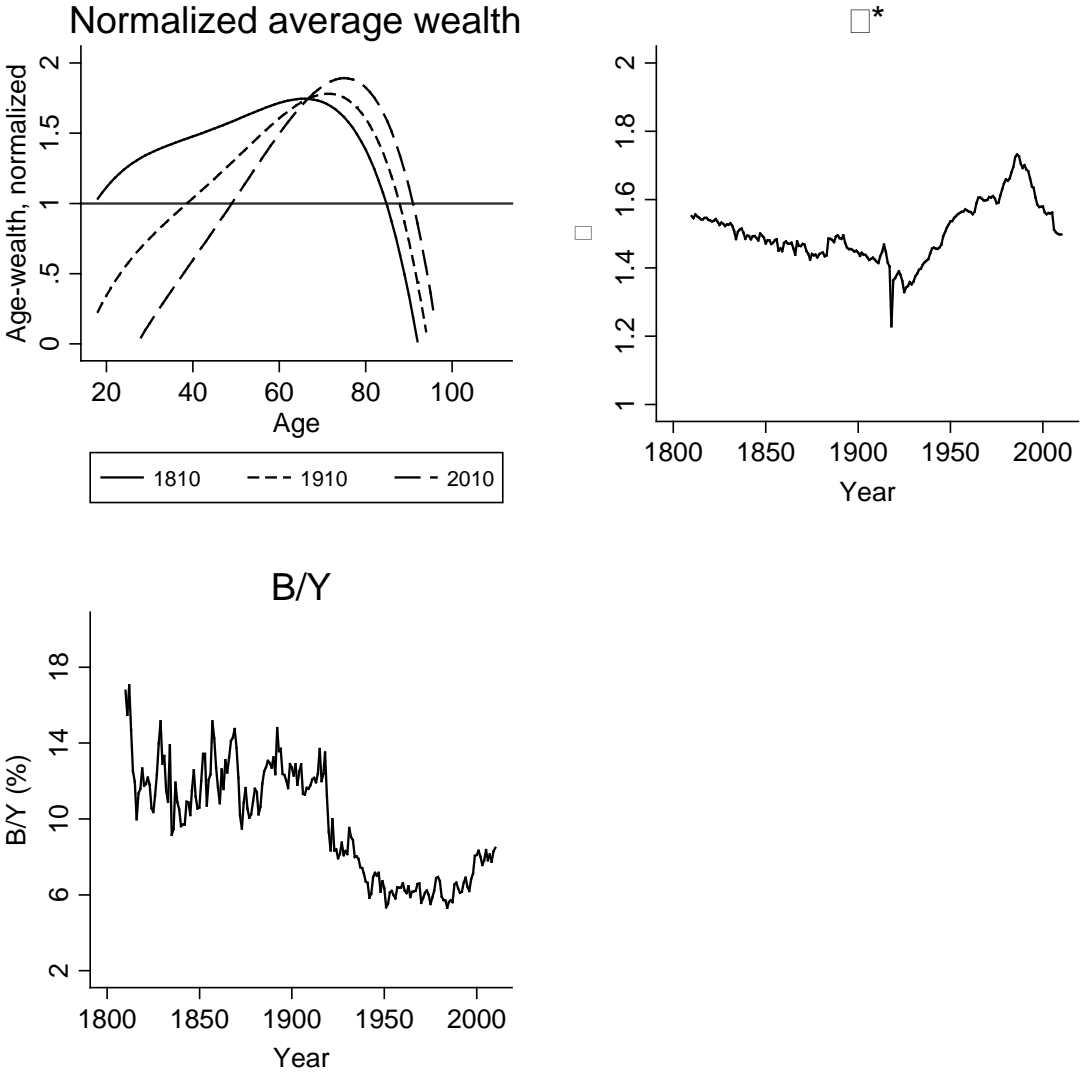 Normalized average wealth
Age-wealth, normalized
2
1.5
1
.5
0
20 40 60 80 100
Age
1810 1910 2010
□*
□
2
1.8
1.6
1.4
1.2
1
1800 1850 1900 1950 2000
Year
B/Y
B/Y (%)
18
14
10
6
2
1800 1850 1900 1950 2000
Year